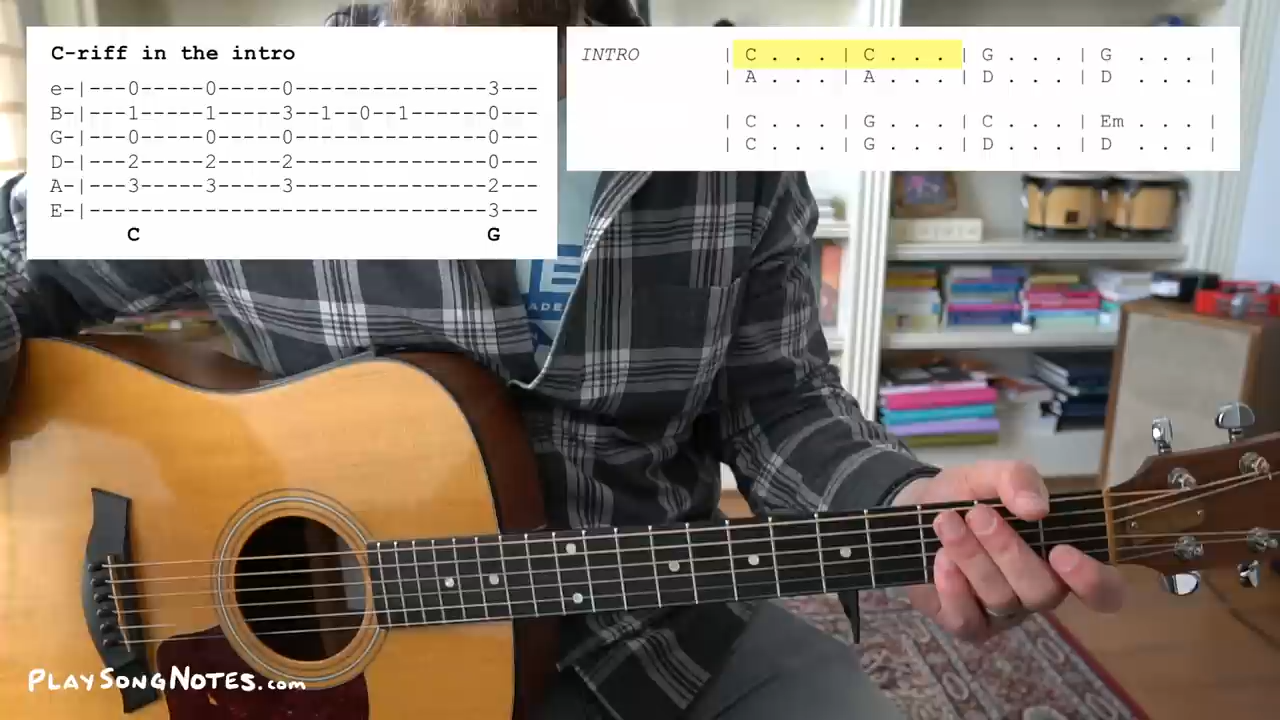 C-riff in the intro
e-|---0-----0-----0---------------3---
B-|---1-----1-----3--1--0--1------0---
G-|---0-----0-----0---------------0---
D-|---2-----2-----2---------------0---
A-|---3-----3-----3---------------2---
E-|-------------------------------3---
C G
INTRO | C . . . | C . . . | G . . . | G . . . |
| A . . . | A . . . | D . . . | D . . . |
| C . . . | G . . . | C . . . | Em . . . |
| C . . . | G . . . | D . . . | D . . . |
E
ADE
PLAYSONGNOTES.com